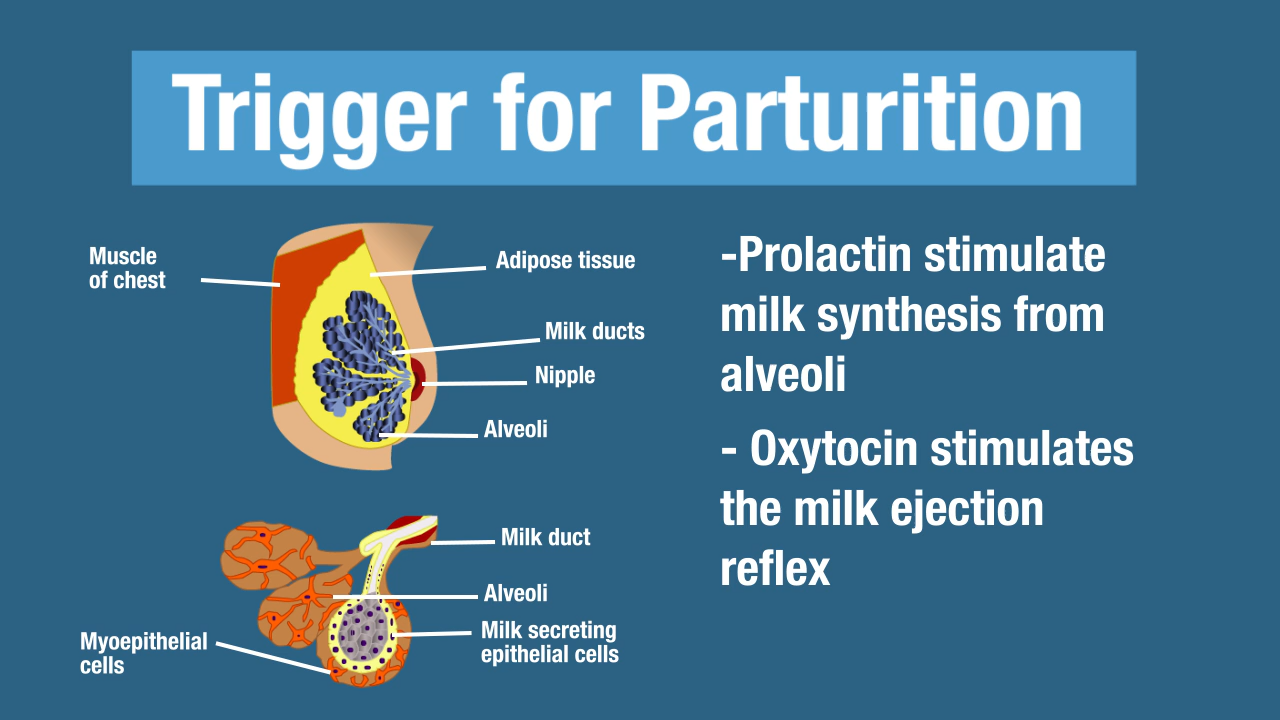 Trigger for Parturition
Muscle
of chest
Adipose tissue
Milk ducts
Nipple
Alveoli
Milk duct
Alveoli
Milk secreting
epithelial cells
Myoepithelial
cells
-Prolactin stimulate
milk synthesis from
alveoli
- Oxytocin stimulates
the milk ejection
reflex